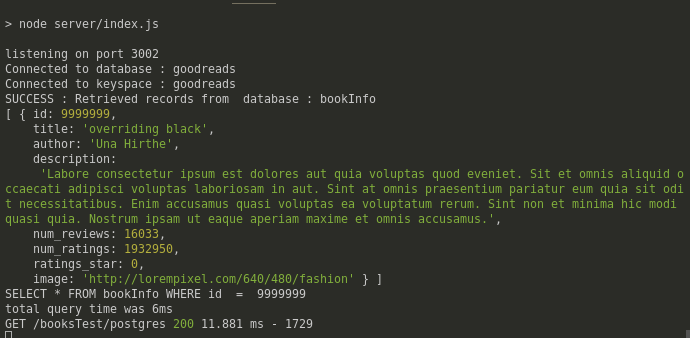 > node server/index.js
listening on port 3002
Connected to database : goodreads
Connected to keyspace : goodreads
SUCCESS : Retrieved records from  database : bookInfo
[ { id: 9999999,
title: 'overriding black',
author: 'Una Hirthe',
description:
'Labore consectetur ipsum est dolores aut quia voluptas quod eveniet. Sit et omnis aliquid o
ccaecati adipisci voluptas laboriosam in aut. Sint at omnis praesentium pariatur eum quia sit odi
t necessitatibus. Enim accusamus quasi voluptas ea voluptatum rerum. Sint non et minima hic modi
quasi quia. Nostrum ipsam ut eaque aperiam maxime et omnis accusamus.',
num_reviews: 16033,
num_ratings: 1932950,
ratings_star: 0,
image: 'http://lorempixel.com/640/480/fashion' } ]
SELECT * FROM bookInfo WHERE id  =  9999999
total query time was 6ms
GET /booksTest/postgres 200 11.881 ms - 1729